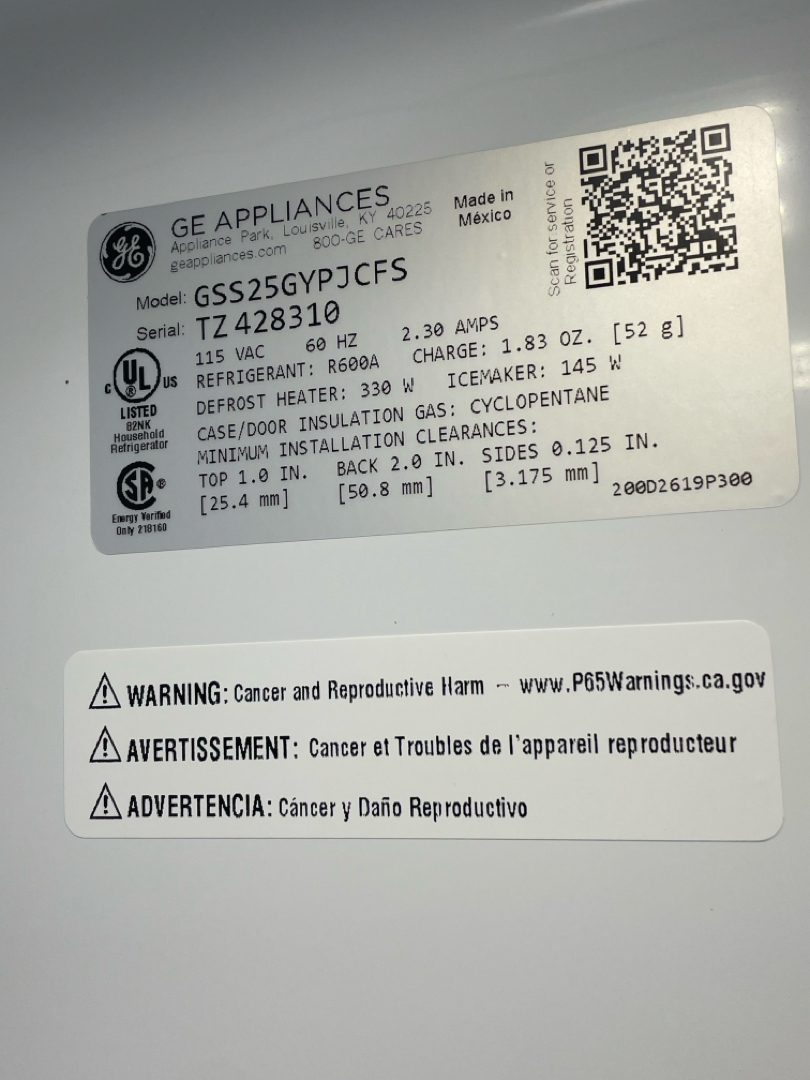 GE APPLIANCES
Appliance Park, Louisville, KY 40225
geappliances.com 800-GE CARES
Made in
México
Scan for service or
Registration
Model: GSS25GYPJCFS
Serial: TZ 428310
115 VAC 60 HZ 2.30 AMPS
REFRIGERANT: R600A CHARGE: 1.83 OZ. [52 g]
DEFROST HEATER: 330 W ICEMAKER: 145 W
CASE/DOOR INSULATION GAS: CYCLOPENTANE
MINIMUM INSTALLATION CLEARANCES:
TOP 1.0 IN. BACK 2.0 IN. SIDES 0.125 IN.
[25.4 mm] [50.8 mm] [3.175 mm] 200D2619P300
C UL ® US
LISTED
82NK
Household
Refrigerator
SA ®
Energy Verified
Only 218160
⚠ WARNING: Cancer and Reproductive Harm – www.P65Warnings.ca.gov
⚠ AVERTISSEMENT: Cancer et Troubles de l'appareil reproducteur
⚠ ADVERTENCIA: Cáncer y Daño Reproductivo